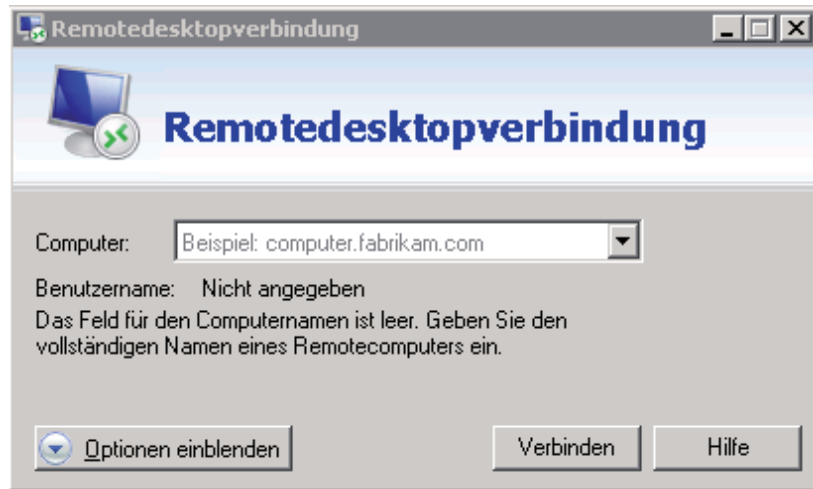 Remotedesktopverbindung
Remotedesktopverbindung
Computer: Beispiel: computer.fabrikam.com
Benutzername: Nicht angegeben
Das Feld für den Computernamen ist leer. Geben Sie den
vollständigen Namen eines Remotecomputers ein.
Optionen einblenden Verbinden Hilfe